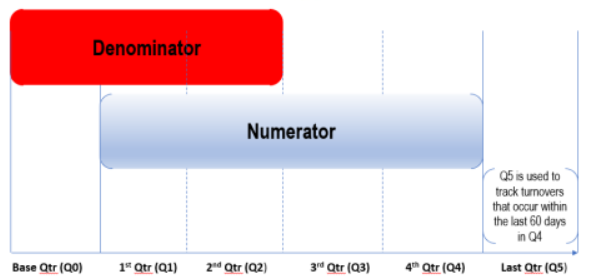 Denominator
Numerator
Q5 is used to
track turnovers
that occur within
the last 60 days
in Q4
Base Qtr (Q0)
1st Qtr (Q1)
2nd Qtr (Q2)
3rd Qtr (Q3)
4th Qtr (Q4)
Last Qtr (Q5)